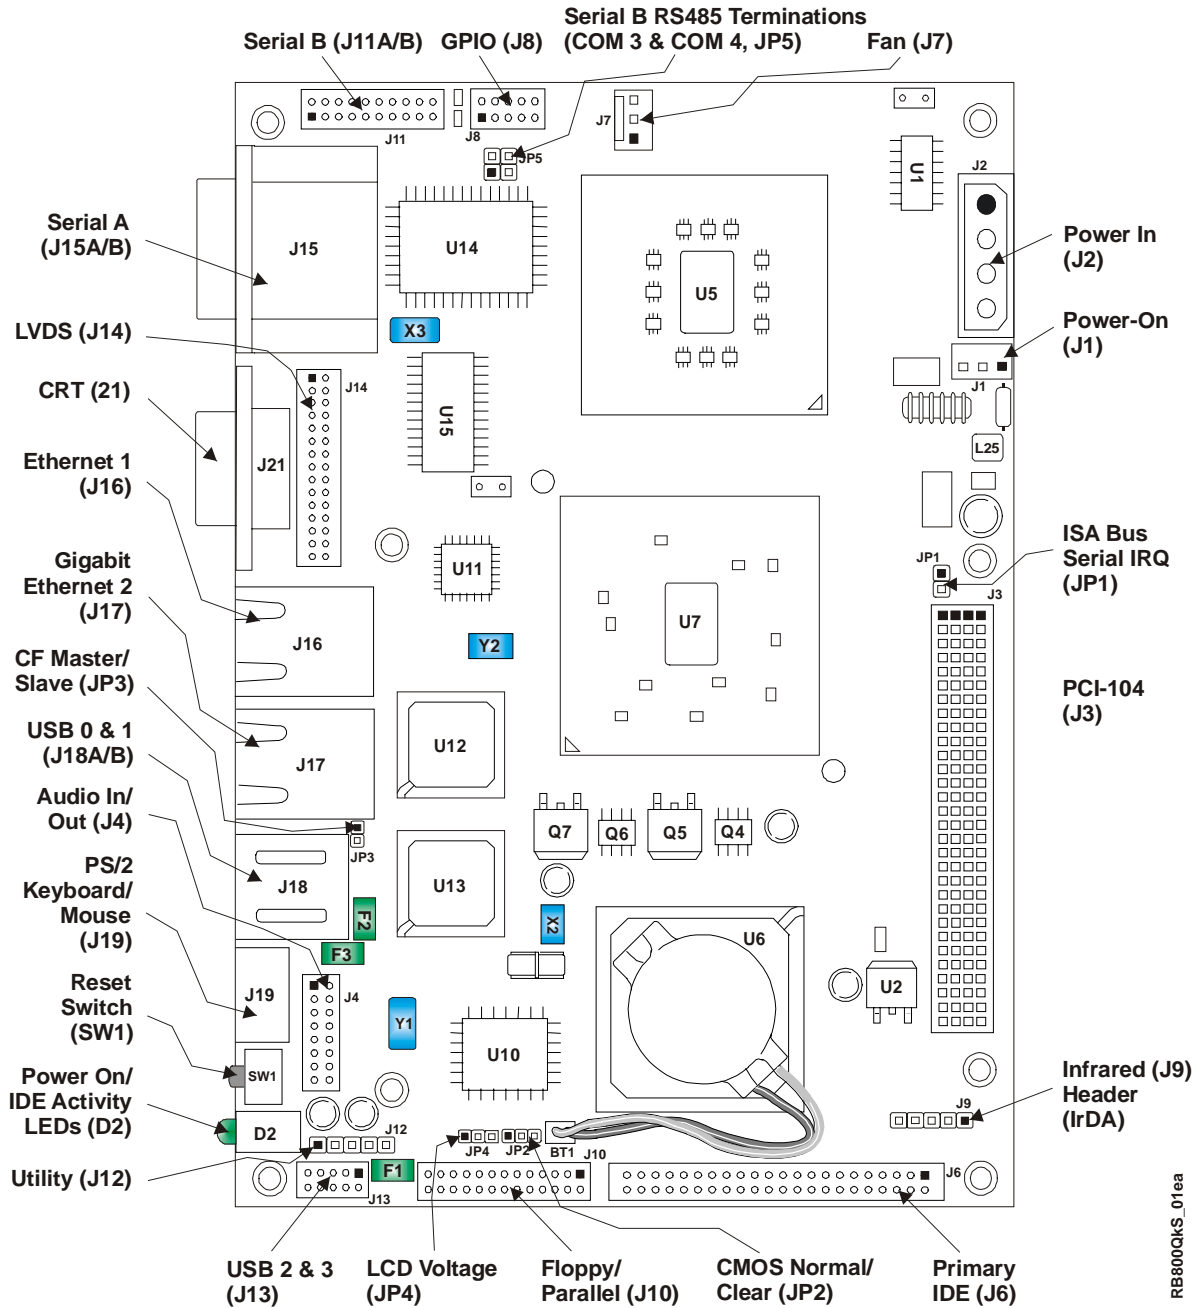 Serial B RS485 Terminations
(COM 3 & COM 4, JP5)
Serial B (J11A/B)
GPIO (J8)
Fan (J7)
J11
J8
JP5
J7
U1
J2
Serial A
(J15A/B)
J15
U14
U5
Power In
(J2)
X3
LVDS (J14)
Power-On
(J1)
J14
J1
CRT (21)
U15
L25
J21
Ethernet 1
(J16)
ISA Bus
Serial IRQ
(JP1)
JP1
J3
Gigabit
Ethernet 2
(J17)
U11
U7
J16
Y2
CF Master/
Slave (JP3)
PCI-104
(J3)
USB 0 & 1
(J18A/B)
U12
J17
Audio In/
Out (J4)
Q7
Q6
Q5
Q4
JP3
PS/2
Keyboard/
Mouse
(J19)
J18
U13
F2
X2
U6
F3
Reset
Switch
(SW1)
J19
J4
U2
Y1
U10
SW1
Power On/
IDE Activity
LEDs (D2)
Infrared (J9)
Header
(IrDA)
J9
D2
J12
JP4
JP2
BT1
J10
Utility (J12)
F1
J6
J13
USB 2 & 3
(J13)
LCD Voltage
(JP4)
Floppy/
Parallel (J10)
CMOS Normal/
Clear (JP2)
Primary
IDE (J6)
RB800QkS_01ea